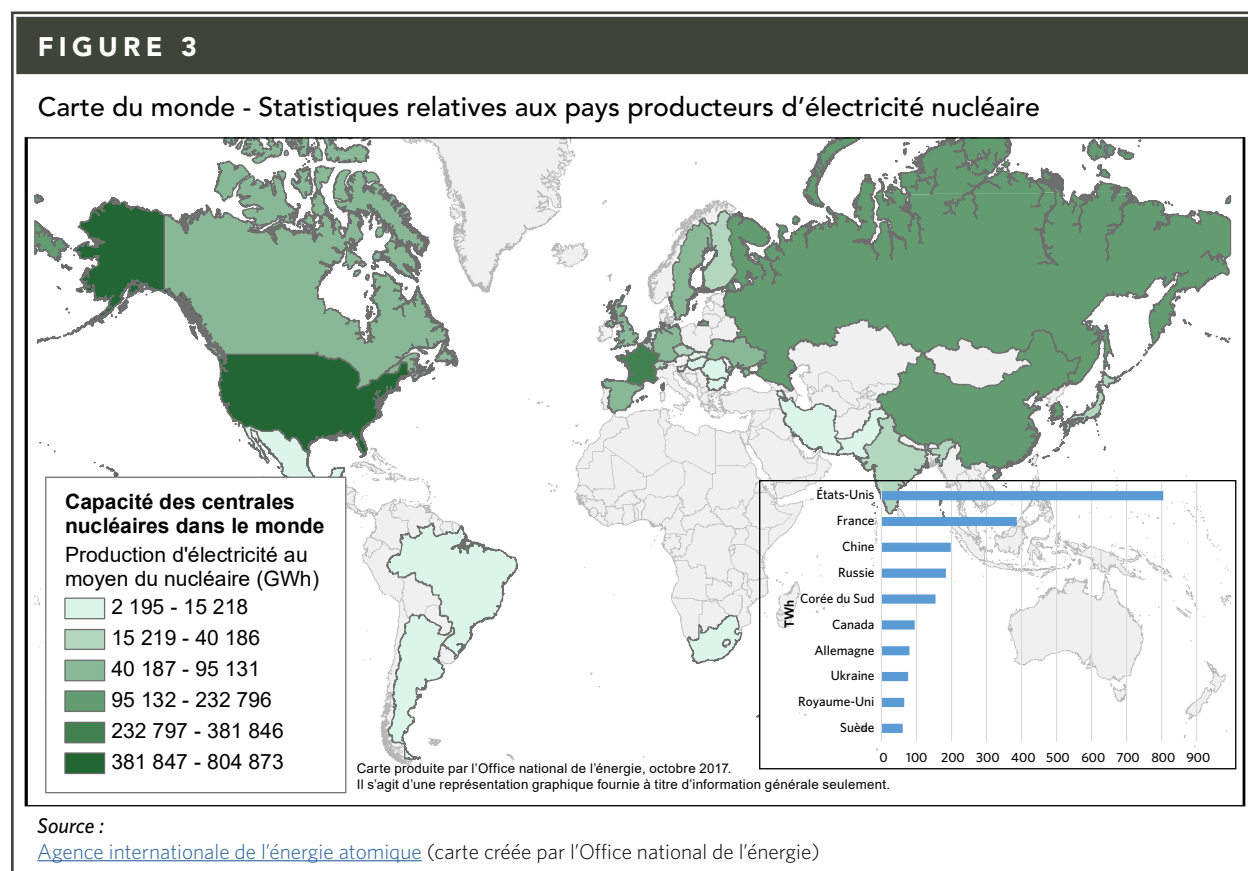 FIGURE 3
Carte du monde - Statistiques relatives aux pays producteurs d'électricité nucléaire
Capacité des centrales
nucléaires dans le monde
Production d'électricité au
moyen du nucléaire (GWh)
2 195 - 15 218
15 219 - 40 186
40 187 - 95 131
95 132 - 232 796
232 797 - 381 846
381 847 - 804 873
États-Unis
France
Chine
Russie
Corée du Sud
Canada
Allemagne
Ukraine
Royaume-Uni
Suède
TWh
0 100 200 300 400 500 600 700 800 900
Carte produite par l'Office national de l'énergie, octobre 2017.
Il s'agit d'une représentation graphique fournie à titre d'information générale seulement.
Source :
Agence internationale de l'énergie atomique (carte créée par l'Office national de l'énergie)